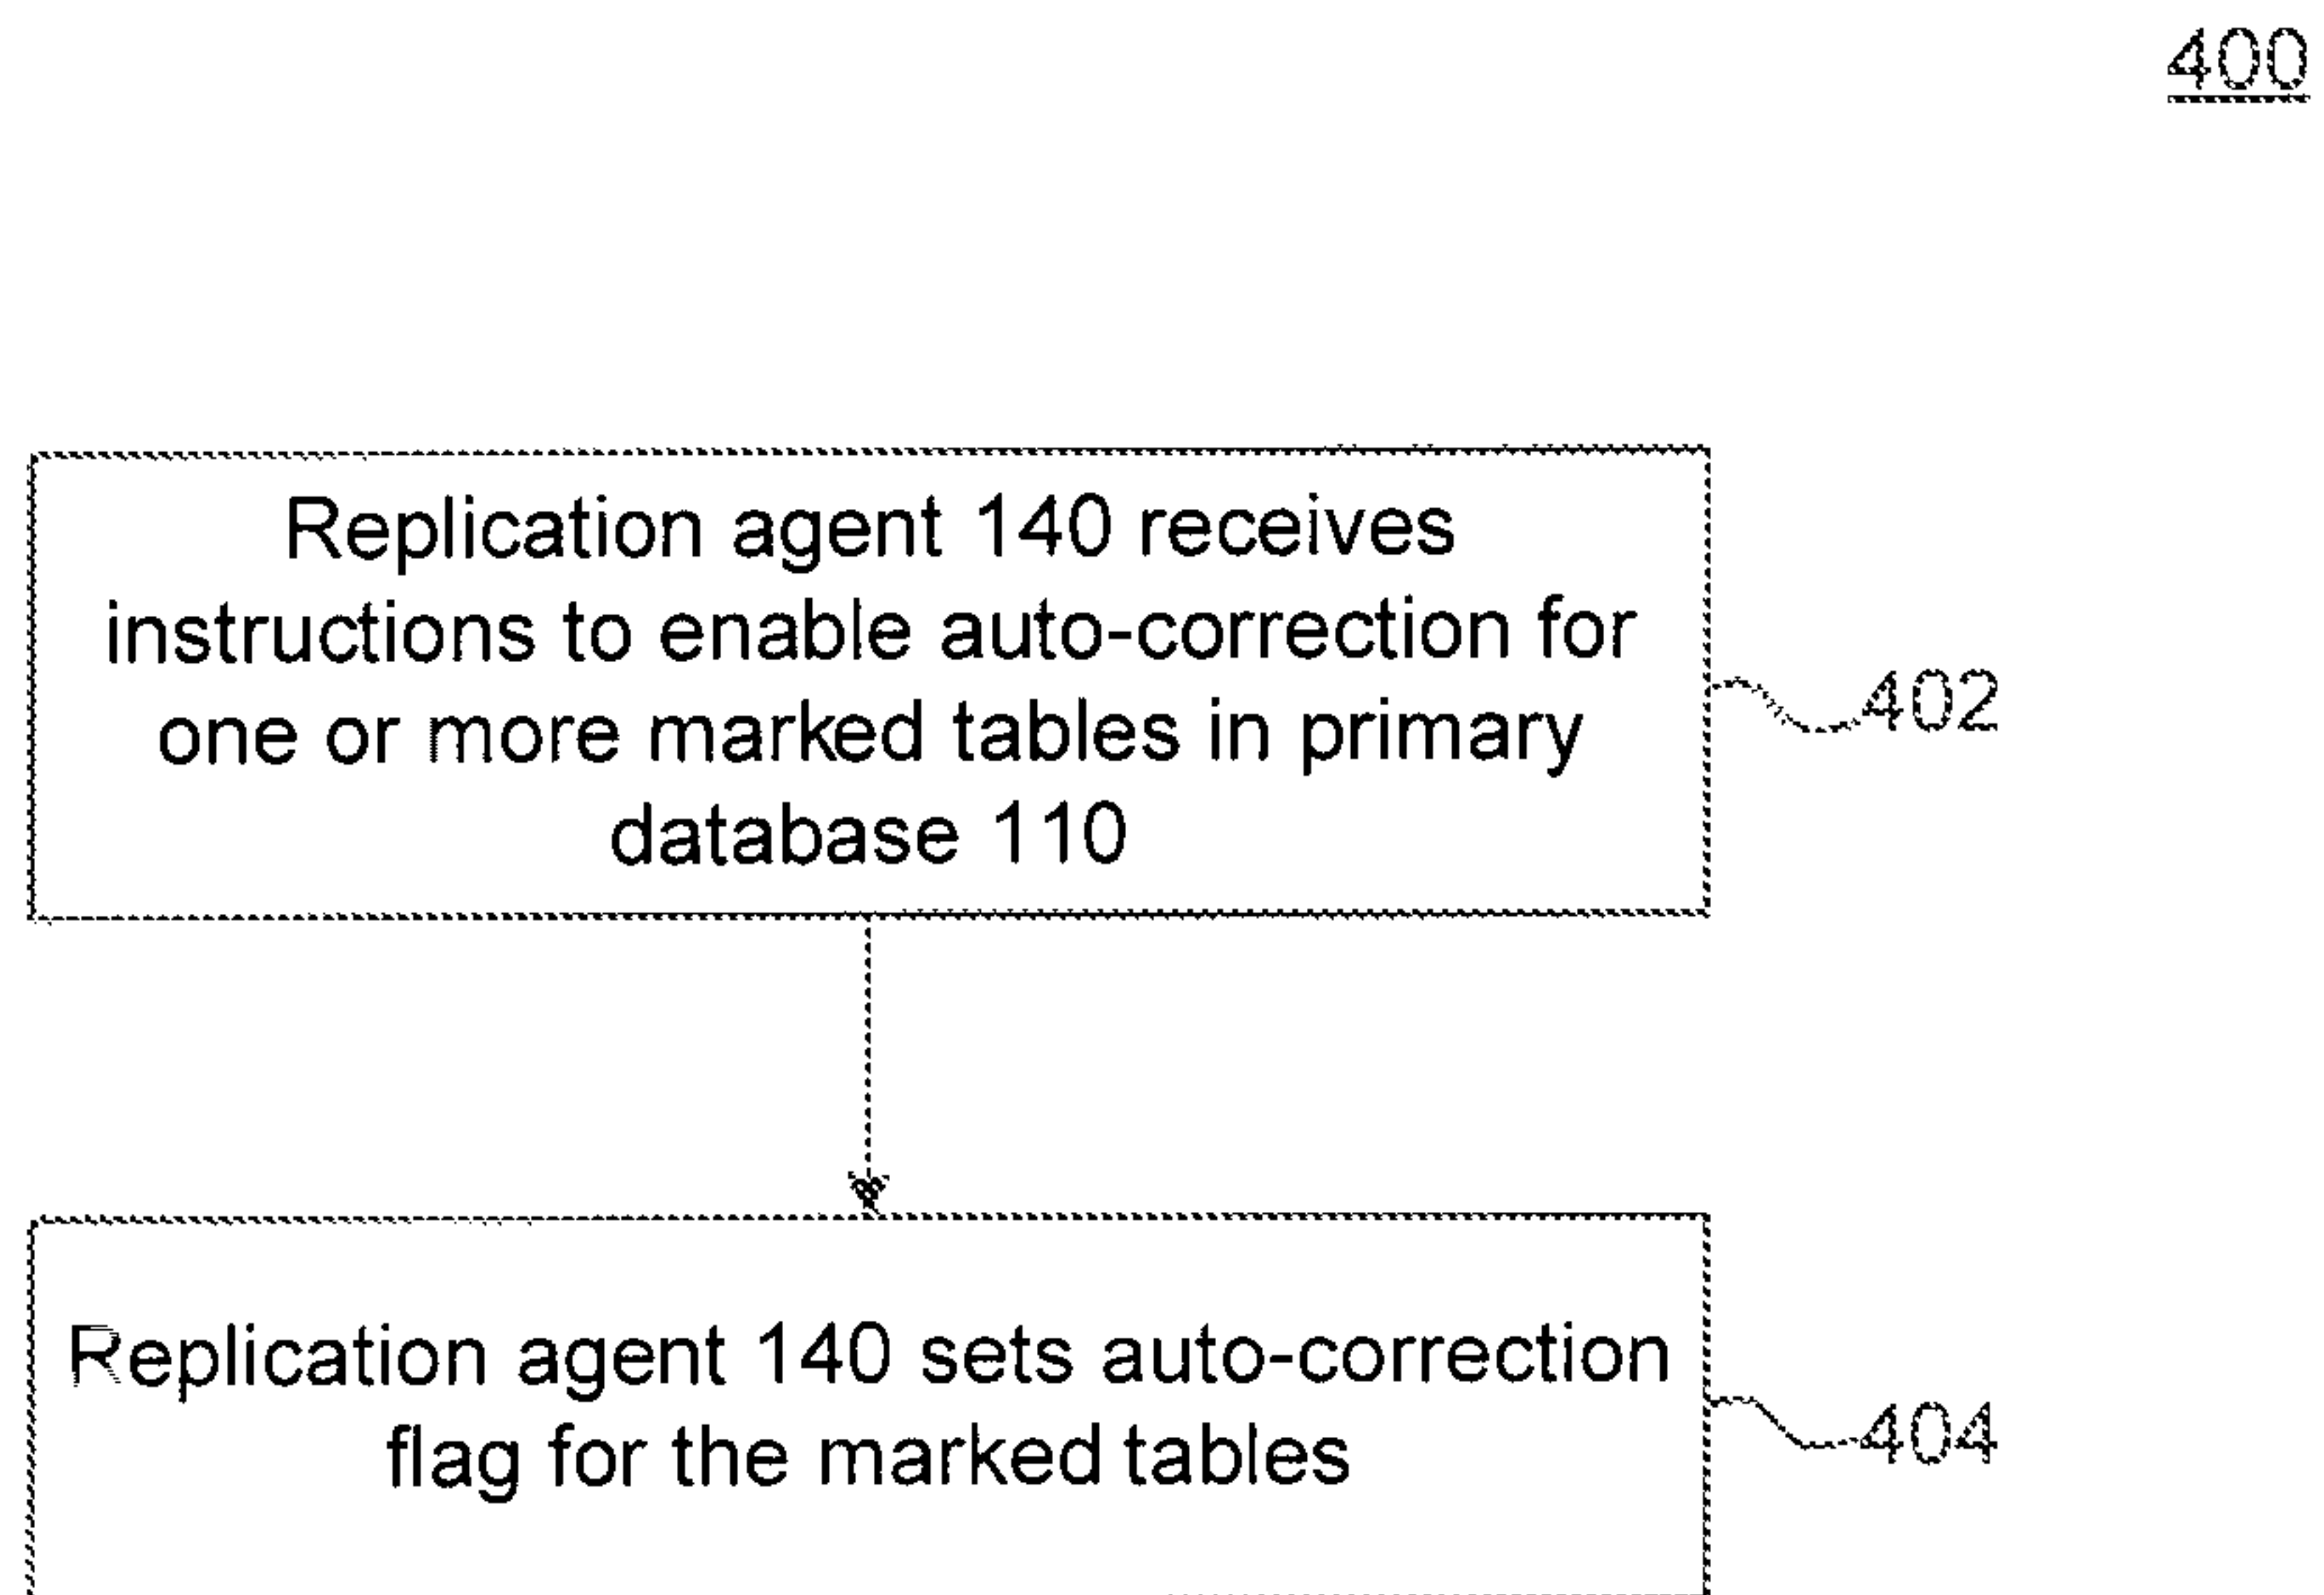 400
Replication agent 140 receives
instructions to enable auto-correction for
one or more marked tables in primary
database 110
402
Replication agent 140 sets auto-correction
flag for the marked tables
404